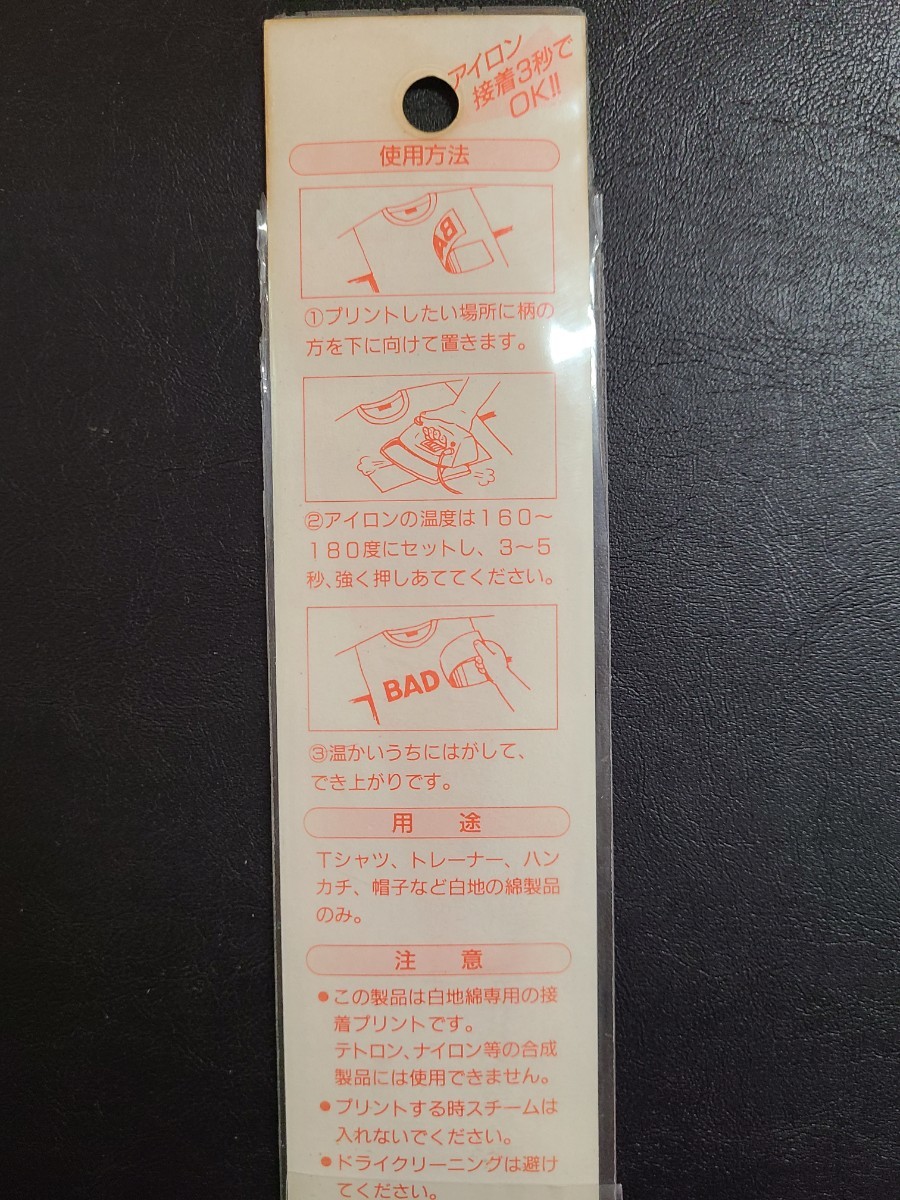 アイロン
接着3秒で
OK!!
使用方法
BA
①プリントしたい場所に柄の
方を下に向けて置きます。
②アイロンの温度は160〜
180度にセットし、3〜5
秒、強く押しあててください。
BAD
③温かいうちにはがして、
でき上がりです。
用途
Tシャツ、トレーナー、ハン
カチ、帽子など白地の綿製品
のみ。
注意
●この製品は白地綿専用の接
着プリントです。
テトロン、ナイロン等の合成
製品には使用できません。
●プリントする時スチームは
入れないでください。
●ドライクリーニングは避け
てください。